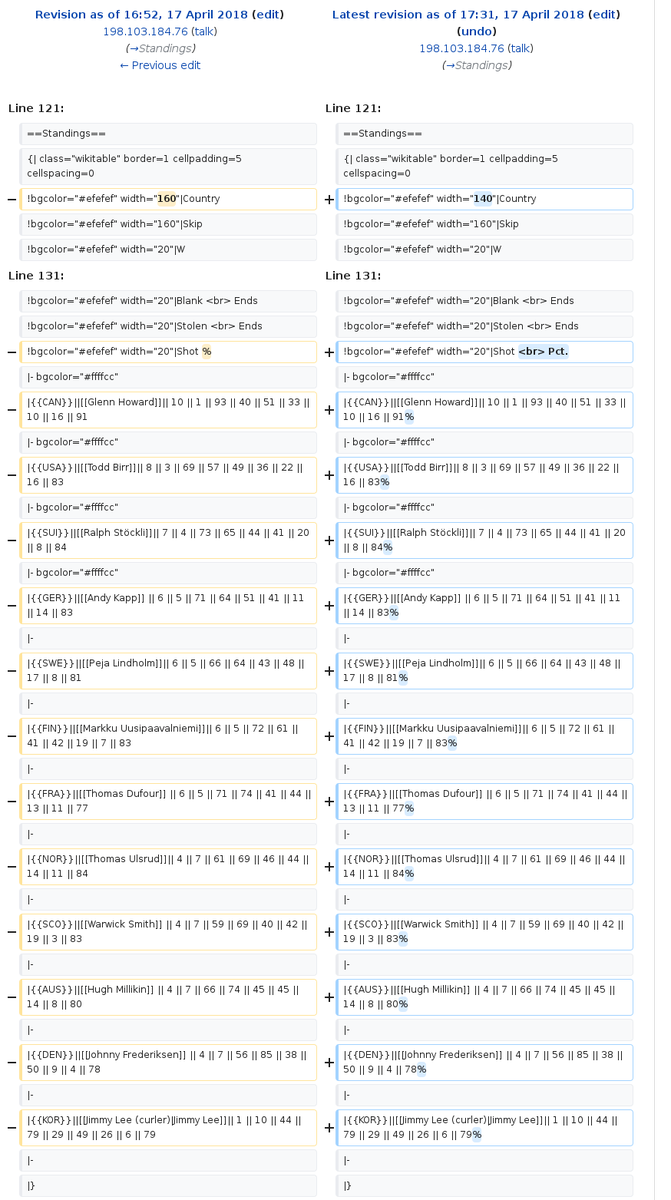 Revision as of 16:52, 17 April 2018 (edit)
198.103.184.76 (talk)
(→Standings)
← Previous edit
Latest revision as of 17:31, 17 April 2018 (edit)
(undo)
198.103.184.76 (talk)
(→Standings)
Line 121:
Line 121:
==Standings==
==Standings==
{| class="wikitable" border=1 cellpadding=5
cellspacing=0
{| class="wikitable" border=1 cellpadding=5
cellspacing=0
− !bgcolor="#efefef" width="160"|Country
+ !bgcolor="#efefef" width="140"|Country
!bgcolor="#efefef" width="160"|Skip
!bgcolor="#efefef" width="160"|Skip
!bgcolor="#efefef" width="20"|W
!bgcolor="#efefef" width="20"|W
Line 131:
Line 131:
!bgcolor="#efefef" width="20"|Blank <br> Ends
!bgcolor="#efefef" width="20"|Blank <br> Ends
!bgcolor="#efefef" width="20"|Stolen <br> Ends
!bgcolor="#efefef" width="20"|Stolen <br> Ends
− !bgcolor="#efefef" width="20"|Shot %
+ !bgcolor="#efefef" width="20"|Shot <br> Pct.
|- bgcolor="#ffffcc"
|- bgcolor="#ffffcc"
− |{{CAN}}||[[Glenn Howard]]|| 10 || 1 || 93 || 40 || 51 || 33 ||
10 || 16 || 91
+ |{{CAN}}||[[Glenn Howard]]|| 10 || 1 || 93 || 40 || 51 || 33 ||
10 || 16 || 91%
|- bgcolor="#ffffcc"
|- bgcolor="#ffffcc"
− |{{USA}}||[[Todd Birr]]|| 8 || 3 || 69 || 57 || 49 || 36 || 22 ||
16 || 83
+ |{{USA}}||[[Todd Birr]]|| 8 || 3 || 69 || 57 || 49 || 36 || 22 ||
16 || 83%
|- bgcolor="#ffffcc"
|- bgcolor="#ffffcc"
− |{{SUI}}||[[Ralph Stöckli]]|| 7 || 4 || 73 || 65 || 44 || 41 || 20
|| 8 || 84
+ |{{SUI}}||[[Ralph Stöckli]]|| 7 || 4 || 73 || 65 || 44 || 41 || 20
|| 8 || 84%
|- bgcolor="#ffffcc"
|- bgcolor="#ffffcc"
− |{{GER}}||[[Andy Kapp]] || 6 || 5 || 71 || 64 || 51 || 41 || 11
|| 14 || 83
+ |{{GER}}||[[Andy Kapp]] || 6 || 5 || 71 || 64 || 51 || 41 || 11
|| 14 || 83%
|-
|-
− |{{SWE}}||[[Peja Lindholm]]|| 6 || 5 || 66 || 64 || 43 || 48 ||
17 || 8 || 81
+ |{{SWE}}||[[Peja Lindholm]]|| 6 || 5 || 66 || 64 || 43 || 48 ||
17 || 8 || 81%
|-
|-
− |{{FIN}}||[[Markku Uusipaavalniemi]]|| 6 || 5 || 72 || 61 ||
41 || 42 || 19 || 7 || 83
+ |{{FIN}}||[[Markku Uusipaavalniemi]]|| 6 || 5 || 72 || 61 ||
41 || 42 || 19 || 7 || 83%
|-
|-
− |{{FRA}}||[[Thomas Dufour]] || 6 || 5 || 71 || 74 || 41 || 44 ||
13 || 11 || 77
+ |{{FRA}}||[[Thomas Dufour]] || 6 || 5 || 71 || 74 || 41 || 44 ||
13 || 11 || 77%
|-
|-
− |{{NOR}}||[[Thomas Ulsrud]]|| 4 || 7 || 61 || 69 || 46 || 44 ||
14 || 11 || 84
+ |{{NOR}}||[[Thomas Ulsrud]]|| 4 || 7 || 61 || 69 || 46 || 44 ||
14 || 11 || 84%
|-
|-
− |{{SCO}}||[[Warwick Smith]] || 4 || 7 || 59 || 69 || 40 || 42 ||
19 || 3 || 83
+ |{{SCO}}||[[Warwick Smith]] || 4 || 7 || 59 || 69 || 40 || 42 ||
19 || 3 || 83%
|-
|-
− |{{AUS}}||[[Hugh Millikin]] || 4 || 7 || 66 || 74 || 45 || 45 ||
14 || 8 || 80
+ |{{AUS}}||[[Hugh Millikin]] || 4 || 7 || 66 || 74 || 45 || 45 ||
14 || 8 || 80%
|-
|-
− |{{DEN}}||[[Johnny Frederiksen]] || 4 || 7 || 56 || 85 || 38 ||
50 || 9 || 4 || 78
+ |{{DEN}}||[[Johnny Frederiksen]] || 4 || 7 || 56 || 85 || 38 ||
50 || 9 || 4 || 78%
|-
|-
− |{{KOR}}||[[Jimmy Lee (curler)|Jimmy Lee]]|| 1 || 10 || 44 ||
79 || 29 || 49 || 26 || 6 || 79
+ |{{KOR}}||[[Jimmy Lee (curler)|Jimmy Lee]]|| 1 || 10 || 44 ||
79 || 29 || 49 || 26 || 6 || 79%
|-
|-
|}
|}